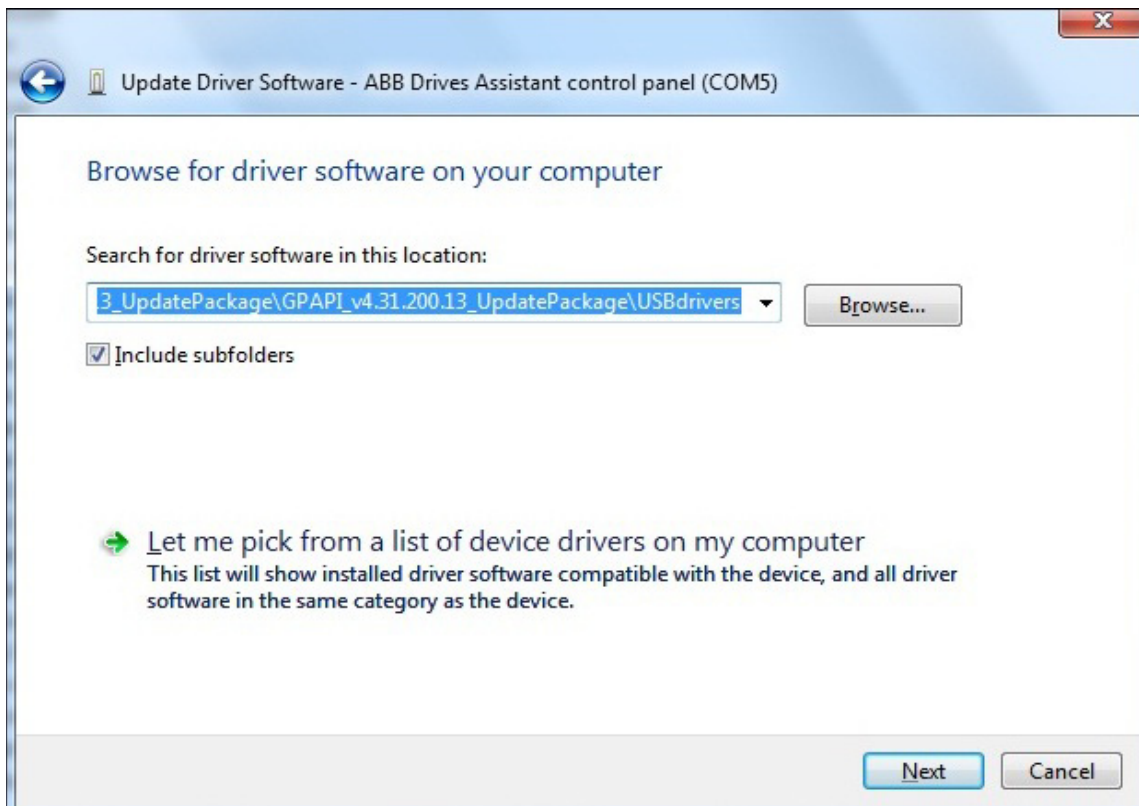 Update Driver Software - ABB Drives Assistant control panel (COM5)
Browse for driver software on your computer
Search for driver software in this location:
3_UpdatePackage\GPAPI_v4.31.200.13_UpdatePackage\USBdrivers
Browse...
Include subfolders
Let me pick from a list of device drivers on my computer
This list will show installed driver software compatible with the device, and all driver
software in the same category as the device.
Next
Cancel